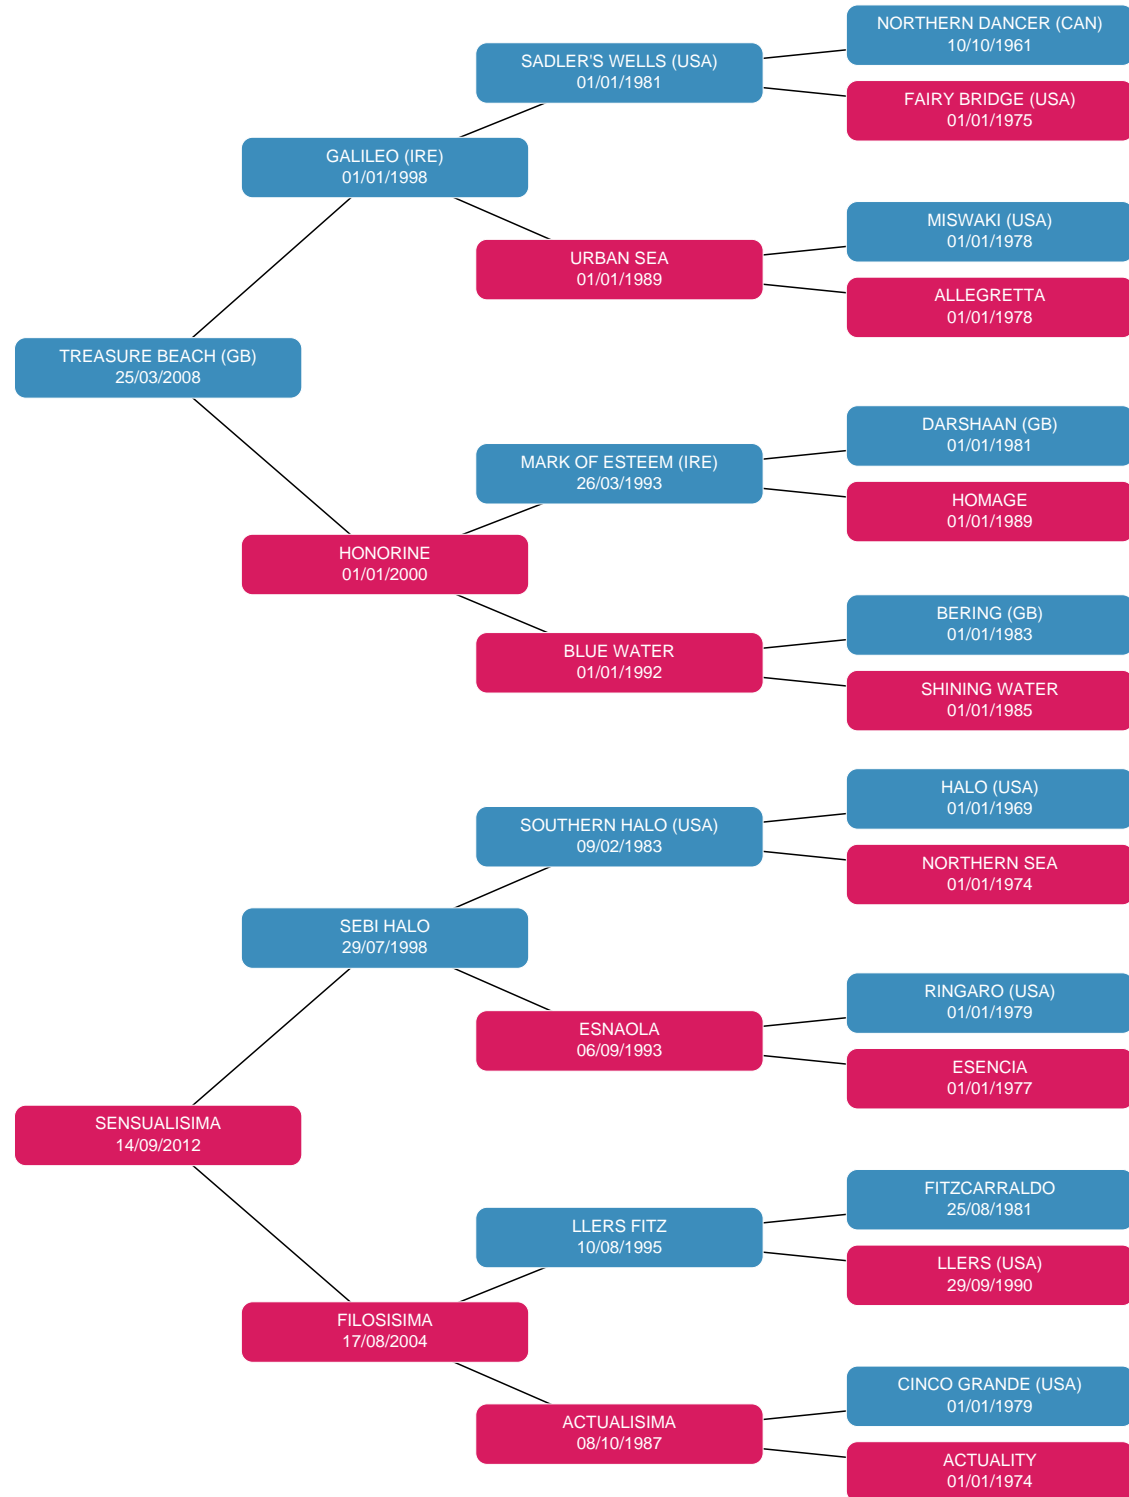 NORTHERN DANCER (CAN)
10/10/1961
SADLER'S WELLS (USA)
01/01/1981
FAIRY BRIDGE (USA)
01/01/1975
GALILEO (IRE)
01/01/1998
MISWAKI (USA)
01/01/1978
URBAN SEA
01/01/1989
ALLEGRETTA
01/01/1978
TREASURE BEACH (GB)
25/03/2008
DARSHAAN (GB)
01/01/1981
MARK OF ESTEEM (IRE)
26/03/1993
HOMAGE
01/01/1989
HONORINE
01/01/2000
BERING (GB)
01/01/1983
BLUE WATER
01/01/1992
SHINING WATER
01/01/1985
HALO (USA)
01/01/1969
SOUTHERN HALO (USA)
09/02/1983
NORTHERN SEA
01/01/1974
SEBI HALO
29/07/1998
RINGARO (USA)
01/01/1979
ESNAOLA
06/09/1993
ESENCIA
01/01/1977
SENSUALISIMA
14/09/2012
FITZCARRALDO
25/08/1981
LLERS FITZ
10/08/1995
LLERS (USA)
29/09/1990
FILOSISIMA
17/08/2004
CINCO GRANDE (USA)
01/01/1979
ACTUALISIMA
08/10/1987
ACTUALITY
01/01/1974